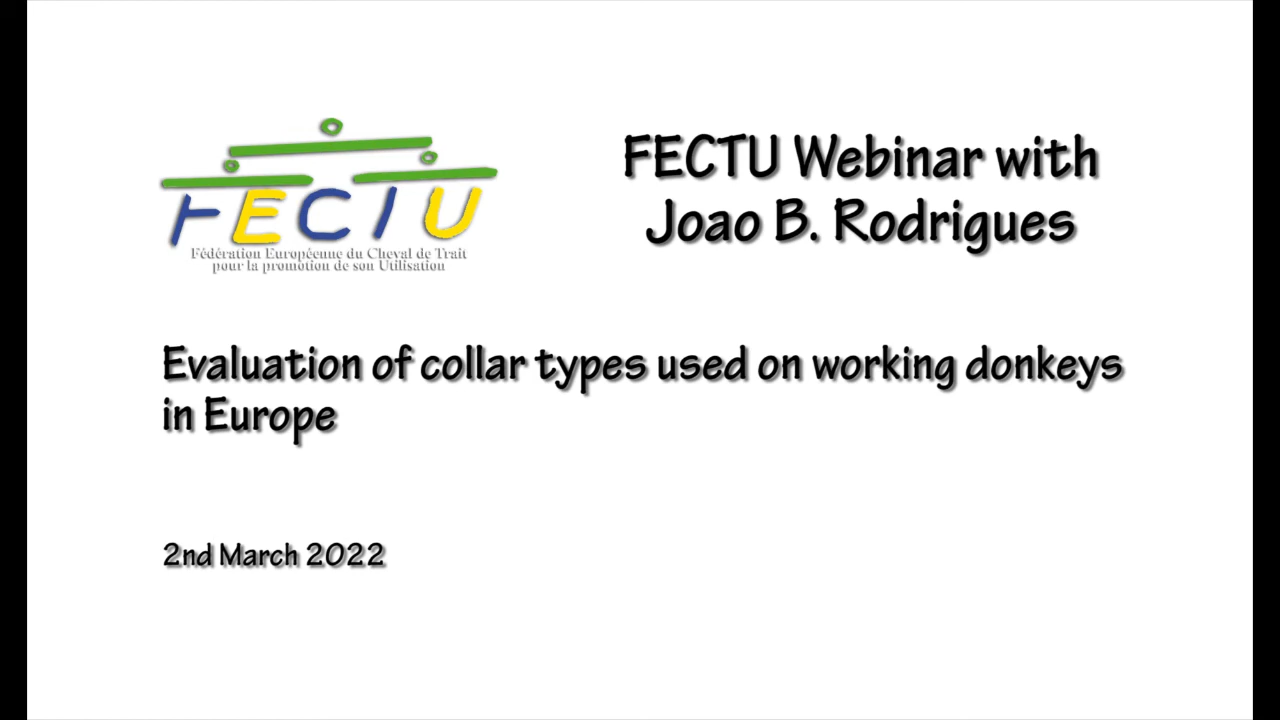 FECTU
Fédération Européenne du Cheval de Trait
pour la promotion de son Utilisation
FECTU Webinar with
Joao B. Rodrigues
Evaluation of collar types used on working donkeys
in Europe
2nd March 2022